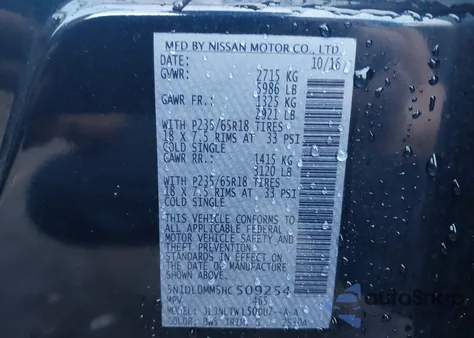 MFD BY NISSAN MOTOR CO., LTD.
DATE: 10/16
GVWR: 2715 KG
5986 LB
GAWR FR.: 1325 KG
2921 LB
WITH P235/65R18 TIRES
18 X 7.5 RIMS AT 33 PSI
COLD SINGLE
GAWR RR.: 1415 KG
3120 LB
WITH P235/65R18 TIRES
18 X 7.5 RIMS AT 33 PSI
COLD SINGLE
THIS VEHICLE CONFORMS TO
ALL APPLICABLE FEDERAL
MOTOR VEHICLE SAFETY AND
THEFT PREVENTION
STANDARDS IN EFFECT ON
THE DATE OF MANUFACTURE
SHOWN ABOVE.
5N1DL0MM5HC509254
MPV 465
COLOR: TRIM: